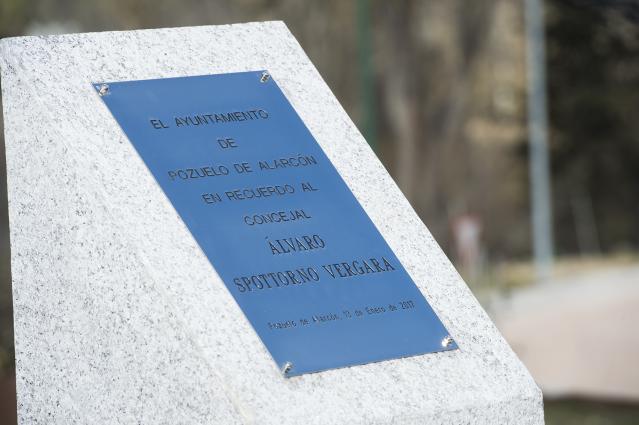 EL AYUNTAMIENTO
DE
POZUELO DE ALARCÓN
EN RECUERDO AL
CONCEJAL
ÁLVARO
SPOTTORNO VERGARA
Pozuelo de Alarcón, 12 de Enero de 2017